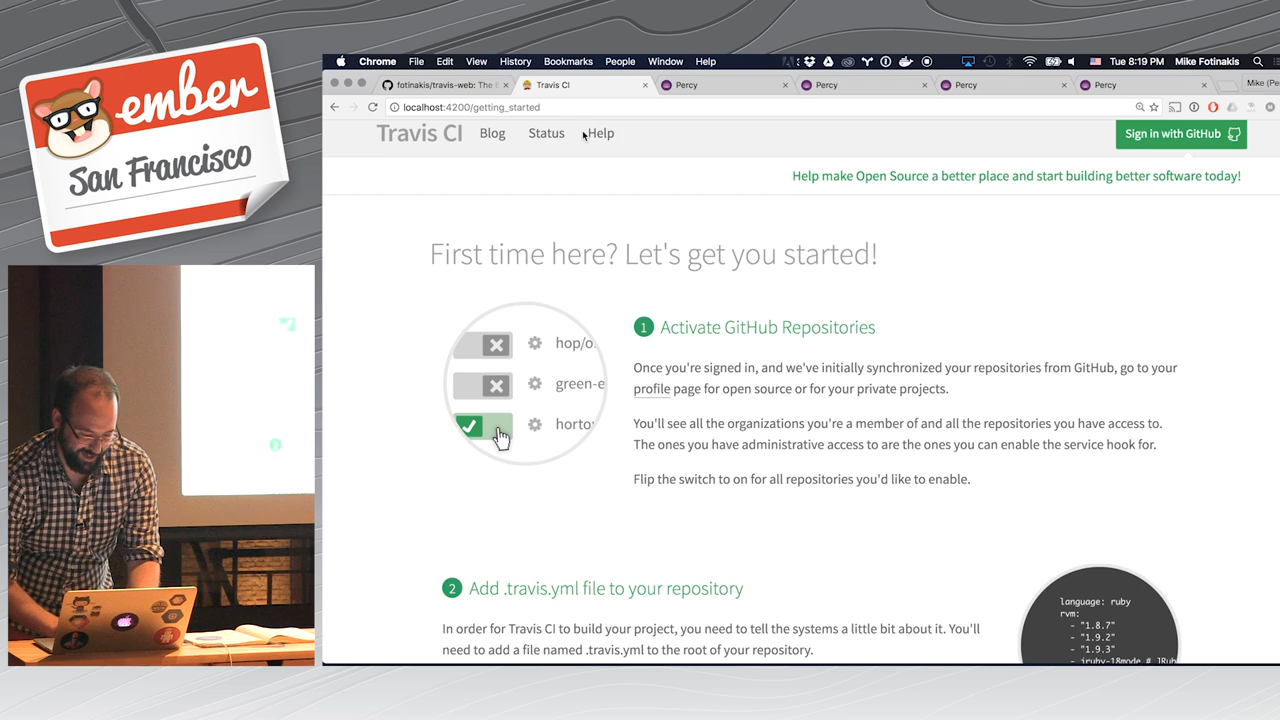 ember
San Francisco
Chrome File Edit View History Bookmarks People Window Help
Tue 8:19 PM Mike Fotinakis
fotinakis/travis-web: The E
Travis CI
Percy
Percy
Percy
Percy
Mike (Pe
localhost:4200/getting_started
Travis CI Blog Status Help
Sign in with GitHub
Help make Open Source a better place and start building better software today!
First time here? Let's get you started!
hop/o
green-e
horto
1 Activate GitHub Repositories
Once you're signed in, and we've initially synchronized your repositories from GitHub, go to your
profile page for open source or for your private projects.
You'll see all the organizations you're a member of and all the repositories you have access to.
The ones you have administrative access to are the ones you can enable the service hook for.
Flip the switch to on for all repositories you'd like to enable.
2 Add .travis.yml file to your repository
In order for Travis CI to build your project, you need to tell the systems a little bit about it. You'll
need to add a file named .travis.yml to the root of your repository.
language: ruby
rvm:
- "1.8.7"
- "1.9.2"
- "1.9.3"
- jruby-18mode # JRub